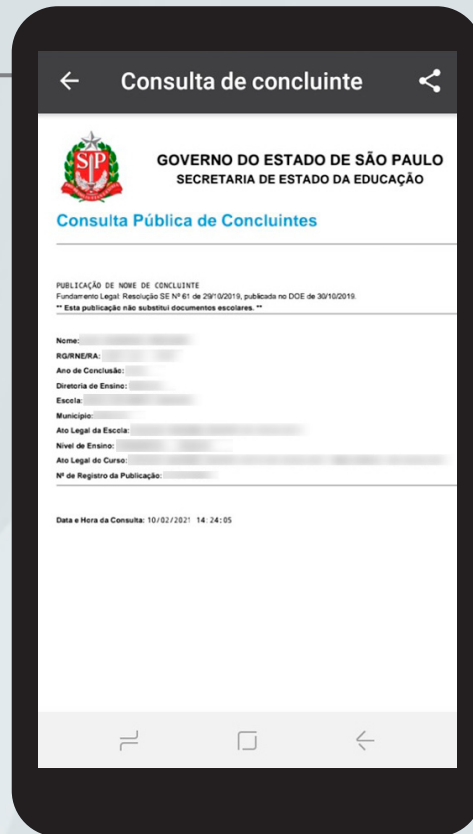 Consulta de concluinte
SP
GOVERNO DO ESTADO DE SÃO PAULO
SECRETARIA DE ESTADO DA EDUCAÇÃO
Consulta Pública de Concluintes
PUBLICAÇÃO DE NOME DE CONCLUINTE
Fundamento Legal: Resolução SE Nº 61 de 29/10/2019, publicada no DOE de 30/10/2019.
** Esta publicação não substitui documentos escolares. **
Nome:
RG/RNE/RA:
Ano de Conclusão:
Diretoria de Ensino:
Escola:
Município:
Ato Legal da Escola:
Nível de Ensino:
Ato Legal do Curso:
Nº de Registro da Publicação:
Data e Hora da Consulta: 10/02/2021 14:24:05